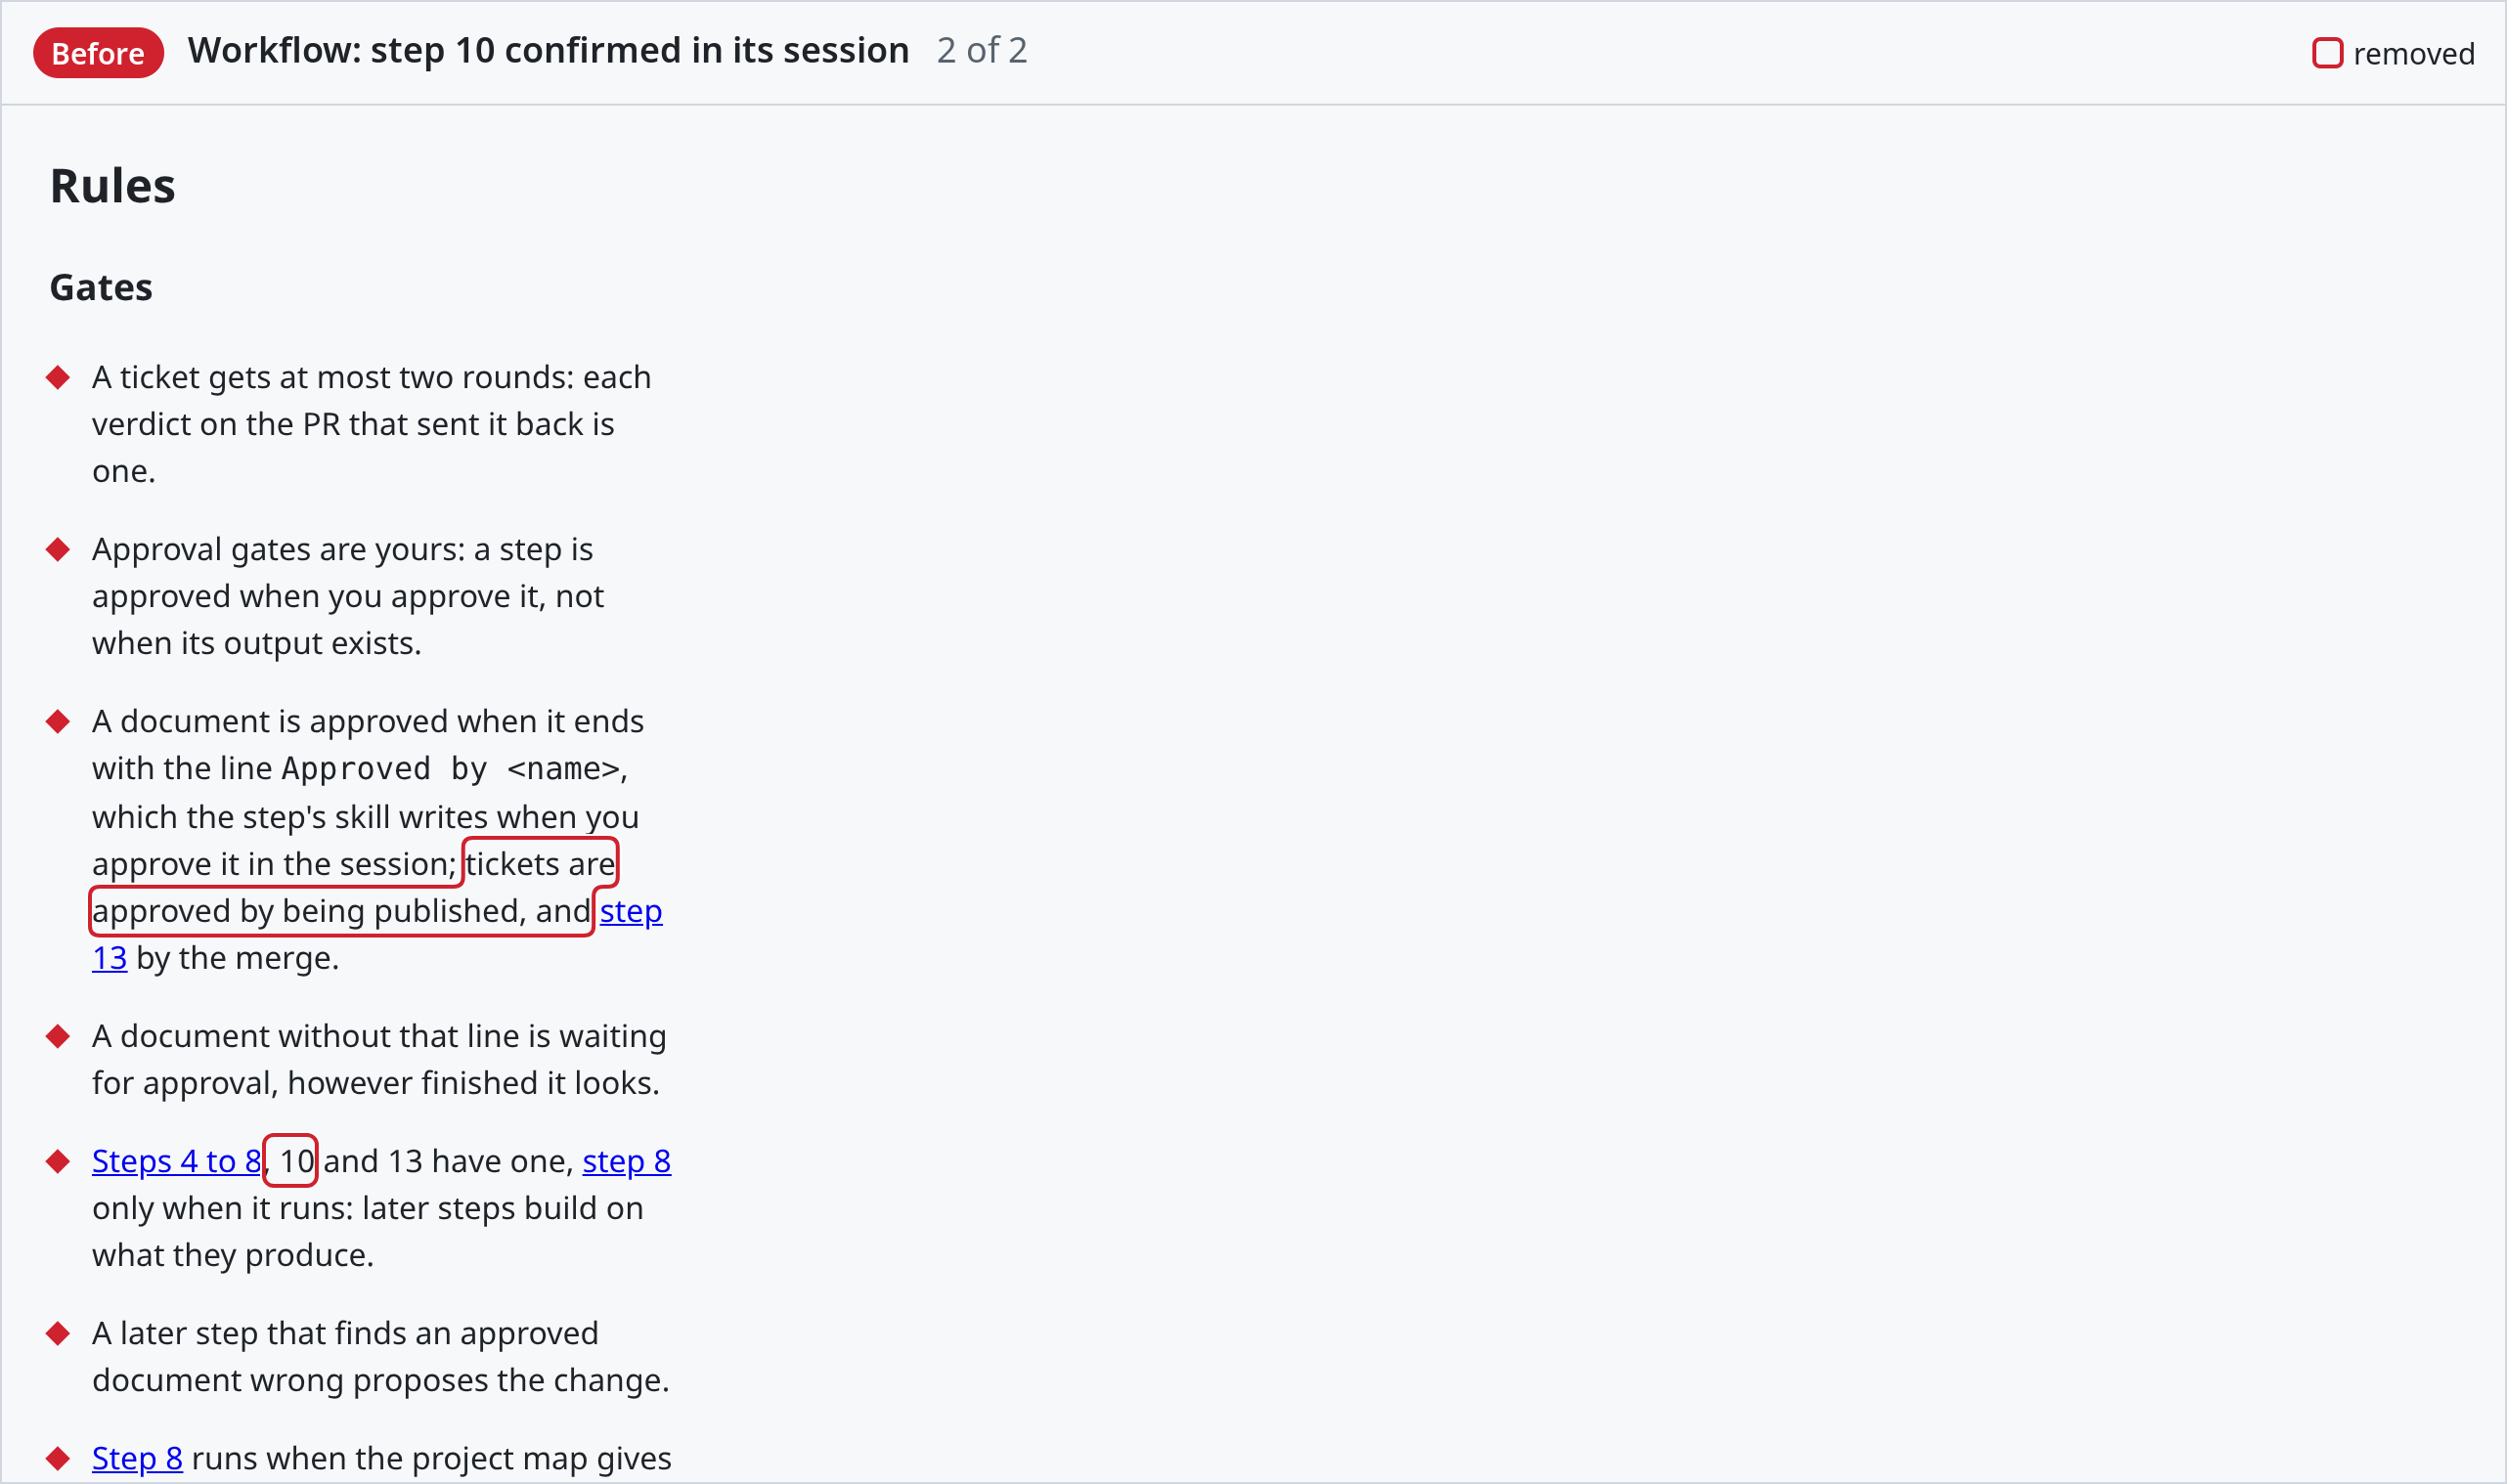 Before Workflow: step 10 confirmed in its session 2 of 2 removed
Rules
Gates
A ticket gets at most two rounds: each
verdict on the PR that sent it back is
one.
Approval gates are yours: a step is
approved when you approve it, not
when its output exists.
A document is approved when it ends
with the line Approved by <name>,
which the step's skill writes when you
approve it in the session; tickets are
approved by being published, and step
13 by the merge.
A document without that line is waiting
for approval, however finished it looks.
Steps 4 to 8, 10 and 13 have one, step 8
only when it runs: later steps build on
what they produce.
A later step that finds an approved
document wrong proposes the change.
Step 8 runs when the project map gives